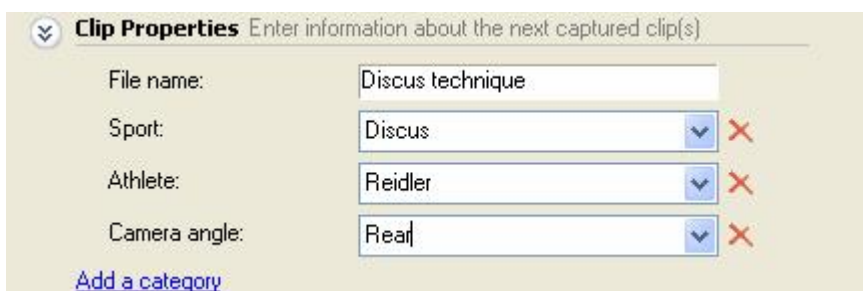 Clip Properties Enter information about the next captured clip(s)
File name: Discus technique
Sport: Discus
Athlete: Reidler
Camera angle: Rear
Add a category